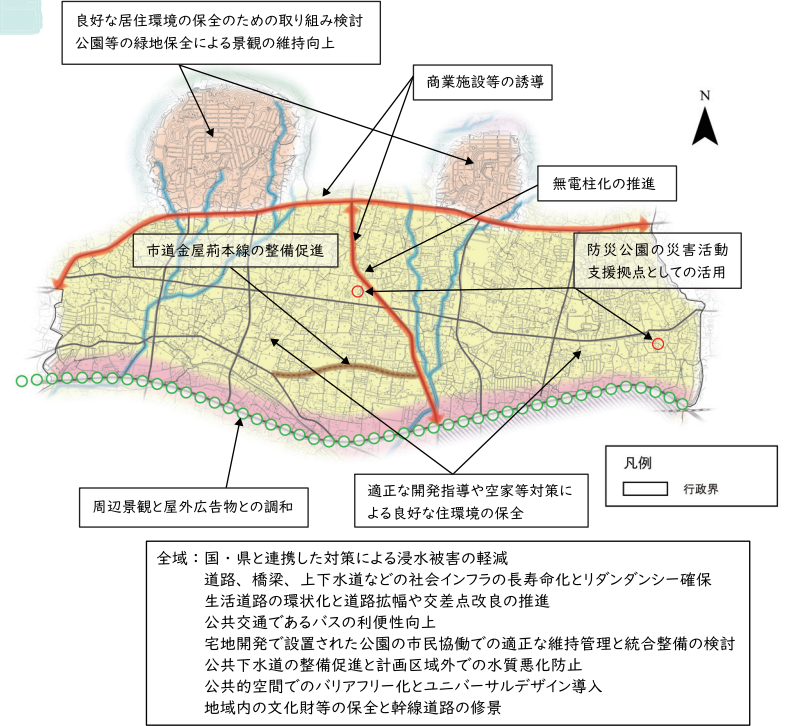 良好な居住環境の保全のための取り組み検討
公園等の緑地保全による景観の維持向上
商業施設等の誘導
N
無電柱化の推進
市道金屋荊本線の整備促進
防災公園の災害活動
支援拠点としての活用
凡例
行政界
周辺景観と屋外広告物との調和
適正な開発指導や空家等対策に
よる良好な住環境の保全
全域：国・県と連携した対策による浸水被害の軽減
道路、橋梁、上下水道などの社会インフラの長寿命化とリダンダンシー確保
生活道路の環状化と道路拡幅や交差点改良の推進
公共交通であるバスの利便性向上
宅地開発で設置された公園の市民協働での適正な維持管理と統合整備の検討
公共下水道の整備促進と計画区域外での水質悪化防止
公共的空間でのバリアフリー化とユニバーサルデザイン導入
地域内の文化財等の保全と幹線道路の修景